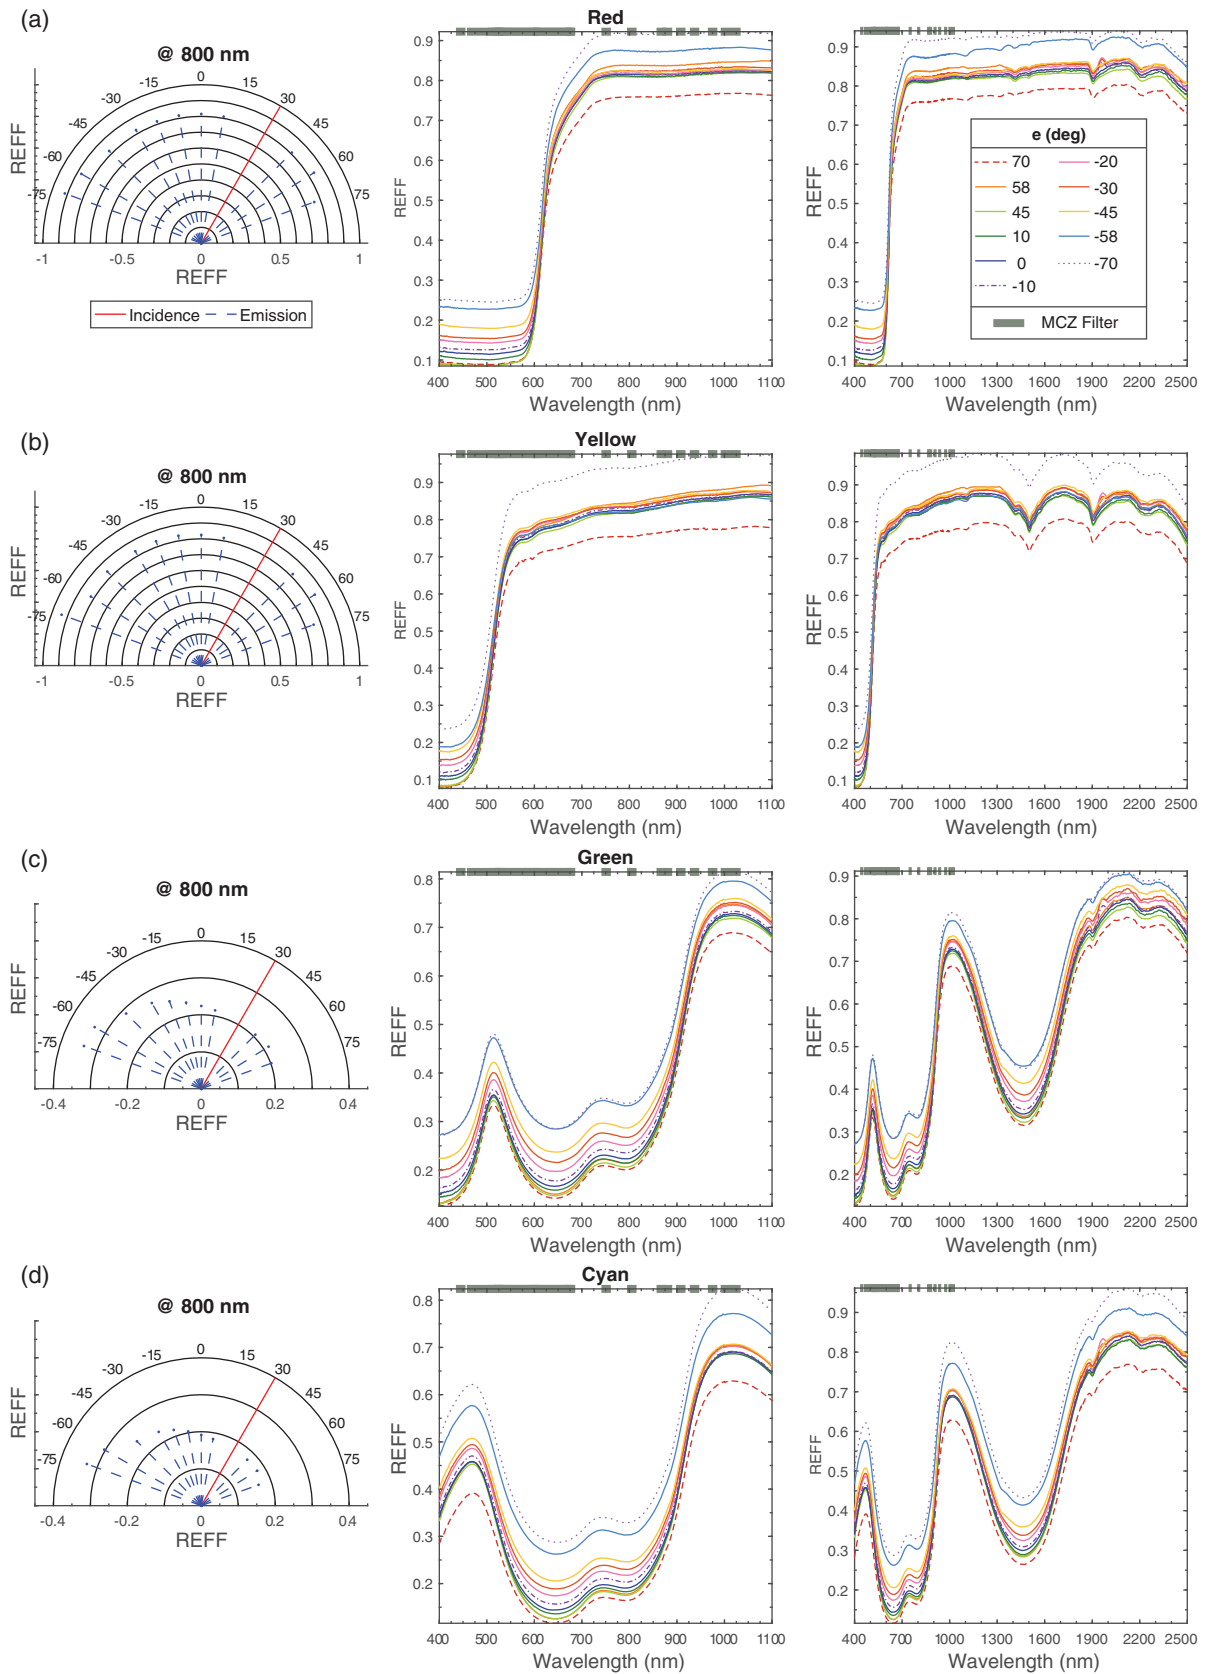 (a)
Red
@ 800 nm
-75 -60 -45 -30 -15 0 15 30 45 60 75
REFF
-1 -0.5 0 0.5 1
REFF
Incidence Emission
0.9
0.8
0.7
0.6
0.5
0.4
0.3
0.2
0.1
REFF
400 500 600 700 800 900 1000 1100
Wavelength (nm)
0.9
0.8
0.7
0.6
0.5
0.4
0.3
0.2
0.1
REFF
e (deg)
70 -20
58 -30
45 -45
10 -58
0 -70
-10
MCZ Filter
400 700 1000 1300 1600 1900 2200 2500
Wavelength (nm)
(b)
Yellow
@ 800 nm
-75 -60 -45 -30 -15 0 15 30 45 60 75
REFF
-1 -0.5 0 0.5 1
REFF
0.9
0.8
0.7
0.6
0.5
0.4
0.3
0.2
0.1
REFF
400 500 600 700 800 900 1000 1100
Wavelength (nm)
0.9
0.8
0.7
0.6
0.5
0.4
0.3
0.2
0.1
REFF
400 700 1000 1300 1600 1900 2200 2500
Wavelength (nm)
(c)
Green
@ 800 nm
-75 -60 -45 -30 -15 0 15 30 45 60 75
REFF
-0.4 -0.2 0 0.2 0.4
REFF
0.8
0.7
0.6
0.5
0.4
0.3
0.2
REFF
400 500 600 700 800 900 1000 1100
Wavelength (nm)
0.9
0.8
0.7
0.6
0.5
0.4
0.3
0.2
REFF
400 700 1000 1300 1600 1900 2200 2500
Wavelength (nm)
(d)
Cyan
@ 800 nm
-75 -60 -45 -30 -15 0 15 30 45 60 75
REFF
-0.4 -0.2 0 0.2 0.4
REFF
0.8
0.7
0.6
0.5
0.4
0.3
0.2
REFF
400 500 600 700 800 900 1000 1100
Wavelength (nm)
0.9
0.8
0.7
0.6
0.5
0.4
0.3
0.2
REFF
400 700 1000 1300 1600 1900 2200 2500
Wavelength (nm)